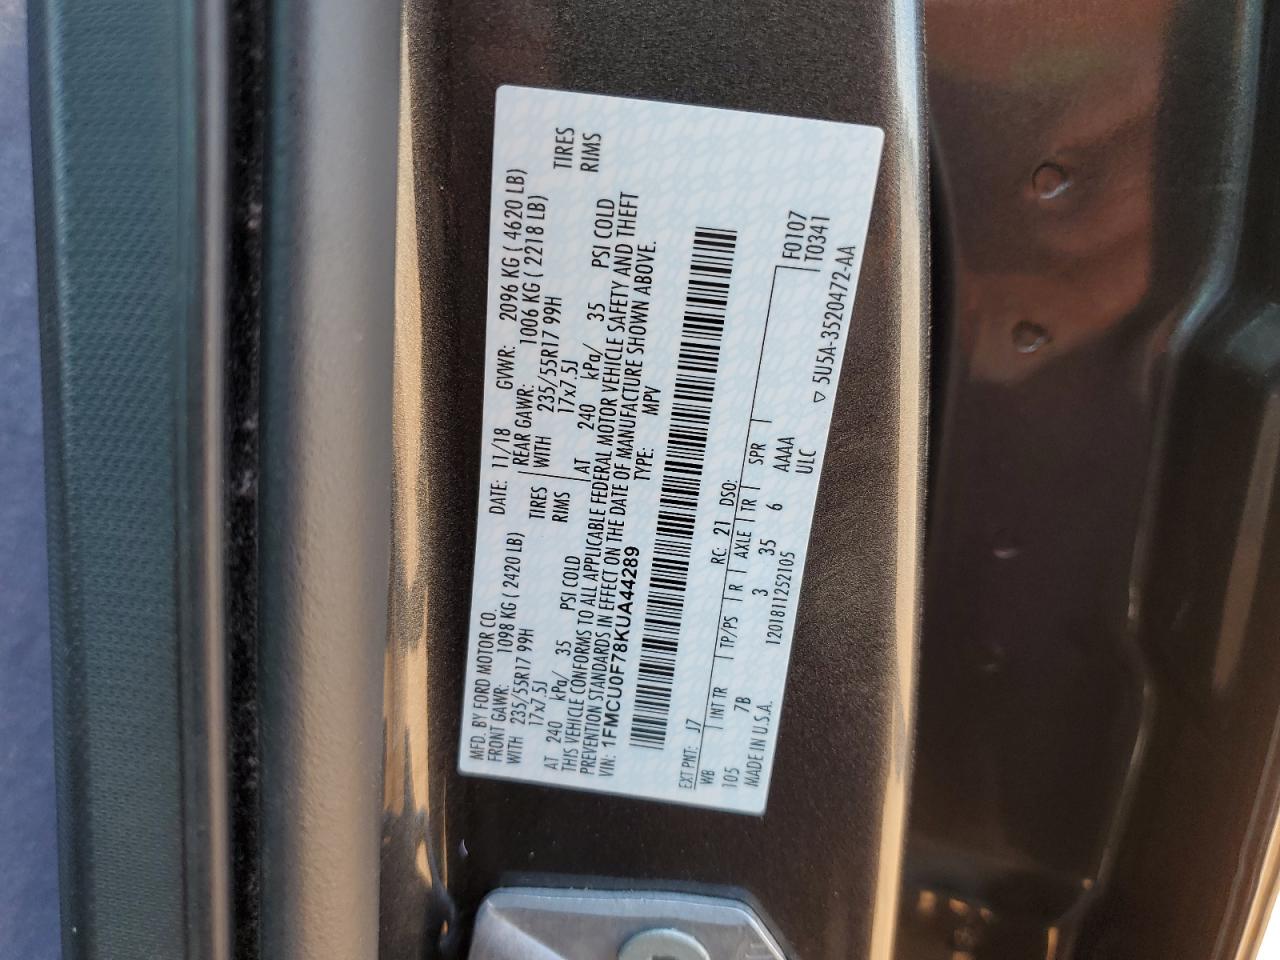 MFD. BY FORD MOTOR CO.
DATE: 11/18 GVWR: 2096 KG ( 4620 LB)
FRONT GAWR: 1098 KG ( 2420 LB) REAR GAWR: 1006 KG ( 2218 LB)
WITH 235/55R17 99H TIRES WITH 235/55R17 99H TIRES
17x7.5J RIMS 17x7.5J RIMS
AT 240 kPa/ 35 PSI COLD AT 240 kPa/ 35 PSI COLD
THIS VEHICLE CONFORMS TO ALL APPLICABLE FEDERAL MOTOR VEHICLE SAFETY AND THEFT
PREVENTION STANDARDS IN EFFECT ON THE DATE OF MANUFACTURE SHOWN ABOVE.
VIN: 1FMCU0F78KUA44289 TYPE: MPV
EXT PNT: J7 RC: 21 DSO: F0107
WB INT TR TP/PS R AXLE TR SPR T0341
105 7B 3 35 6 AAAA
ULC
MADE IN U.S.A. 1201811252105
▽ 5U5A-3520472-AA